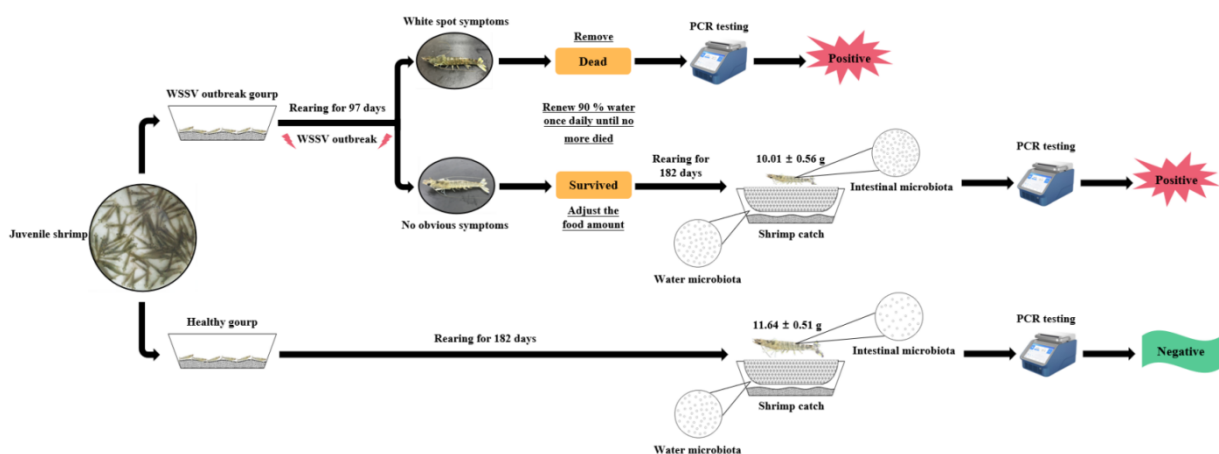 White spot symptoms
Remove
Dead
PCR testing
Positive
WSSV outbreak gourp
Rearing for 97 days
WSSV outbreak
Renew 90 % water
once daily until no
more died
Juvenile shrimp
No obvious symptoms
Survived
Adjust the
food amount
Rearing for
182 days
10.01 ± 0.56 g
Intestinal microbiota
Shrimp catch
Water microbiota
PCR testing
Positive
Healthy gourp
Rearing for 182 days
11.64 ± 0.51 g
Intestinal microbiota
Shrimp catch
Water microbiota
PCR testing
Negative